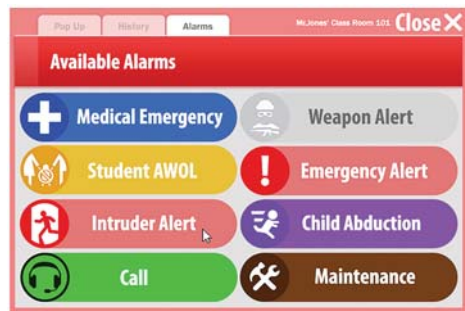 Pop Up History Alarms Mr.Jones' Class Room 101 Close X
Available Alarms
Medical Emergency Weapon Alert
Student AWOL Emergency Alert
Intruder Alert Child Abduction
Call Maintenance